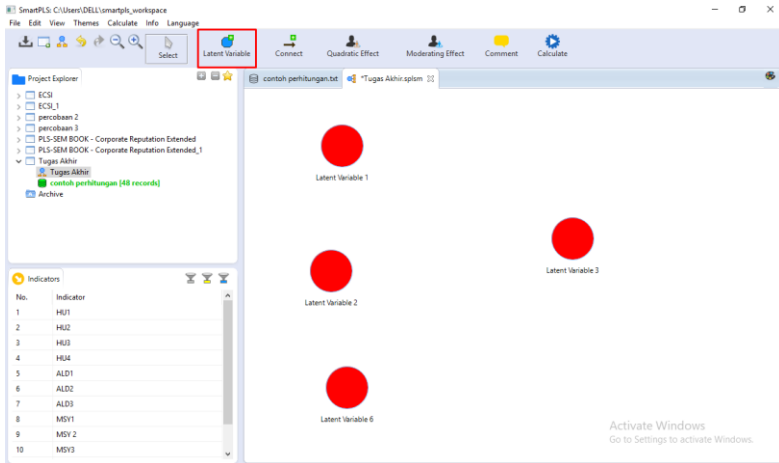 SmartPLS: C:\Users\DELL\smartpls_workspace
File Edit View Themes Calculate Info Language
Select
Latent Variable
Connect
Quadratic Effect
Moderating Effect
Comment
Calculate
Project Explorer
contoh perhitungan.txt
*Tugas Akhir.splsm
ECSI
ECSI_1
percobaan 2
percobaan 3
PLS-SEM BOOK - Corporate Reputation Extended
PLS-SEM BOOK - Corporate Reputation Extended_1
Tugas Akhir
Tugas Akhir
contoh perhitungan [48 records]
Archive
Latent Variable 1
Latent Variable 3
Latent Variable 2
Latent Variable 6
Indicators
No. Indicator
1 HU1
2 HU2
3 HU3
4 HU4
5 ALD1
6 ALD2
7 ALD3
8 MSY1
9 MSY 2
10 MSY3
Activate Windows
Go to Settings to activate Windows.